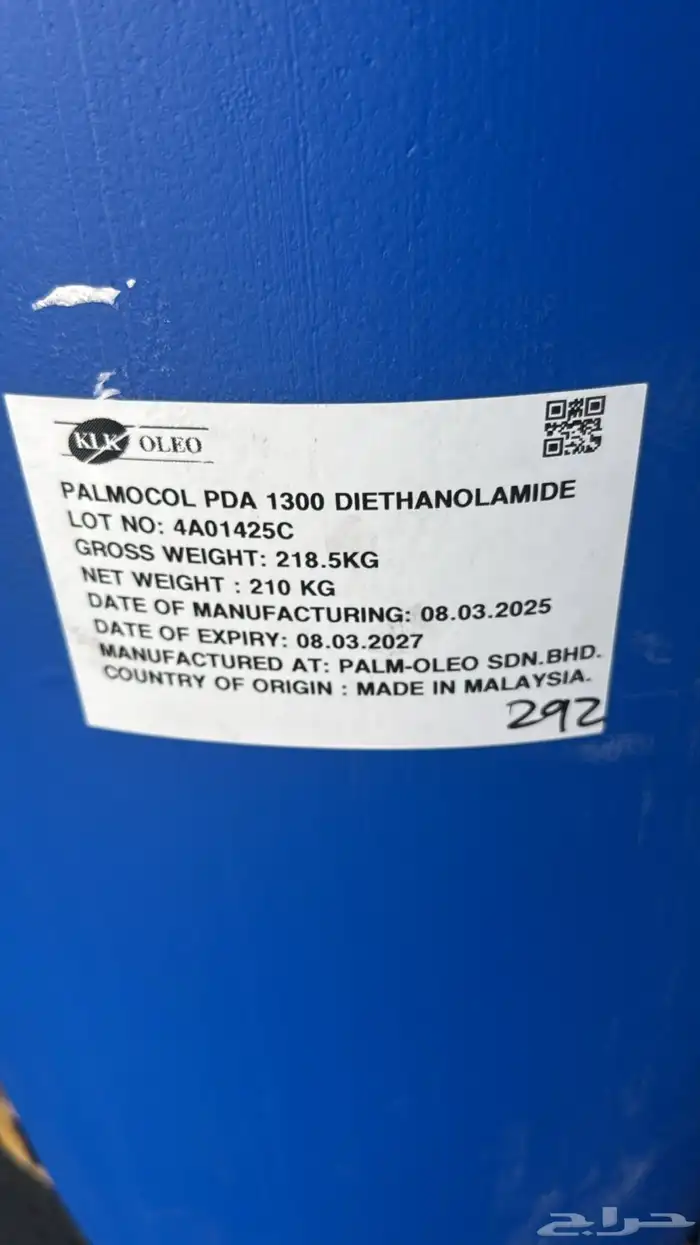 KLK OLEO
PALMOCOL PDA 1300 DIETHANOLAMIDE
LOT NO: 4A01425C
GROSS WEIGHT: 218.5KG
NET WEIGHT : 210 KG
DATE OF MANUFACTURING: 08.03.2025
DATE OF EXPIRY: 08.03.2027
MANUFACTURED AT: PALM-OLEO SDN.BHD.
COUNTRY OF ORIGIN : MADE IN MALAYSIA.
292
حراج